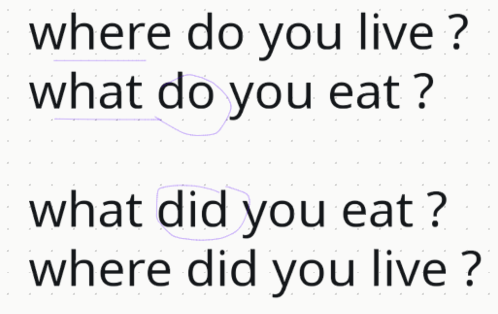 where do you live ?
what do you eat ?
what did you eat ?
where did you live ?